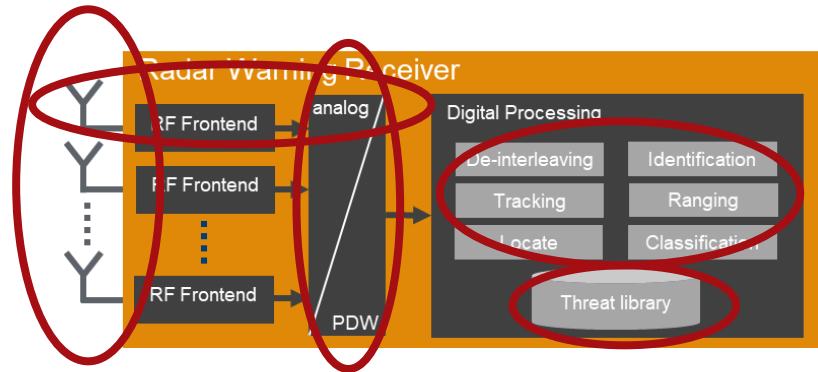 Radar Warning Receiver
analog
Digital Processing
RF Frontend
De-interleaving
Identification
RF Frontend
Tracking
Ranging
Locate
Classification
RF Frontend
Threat library
PDW